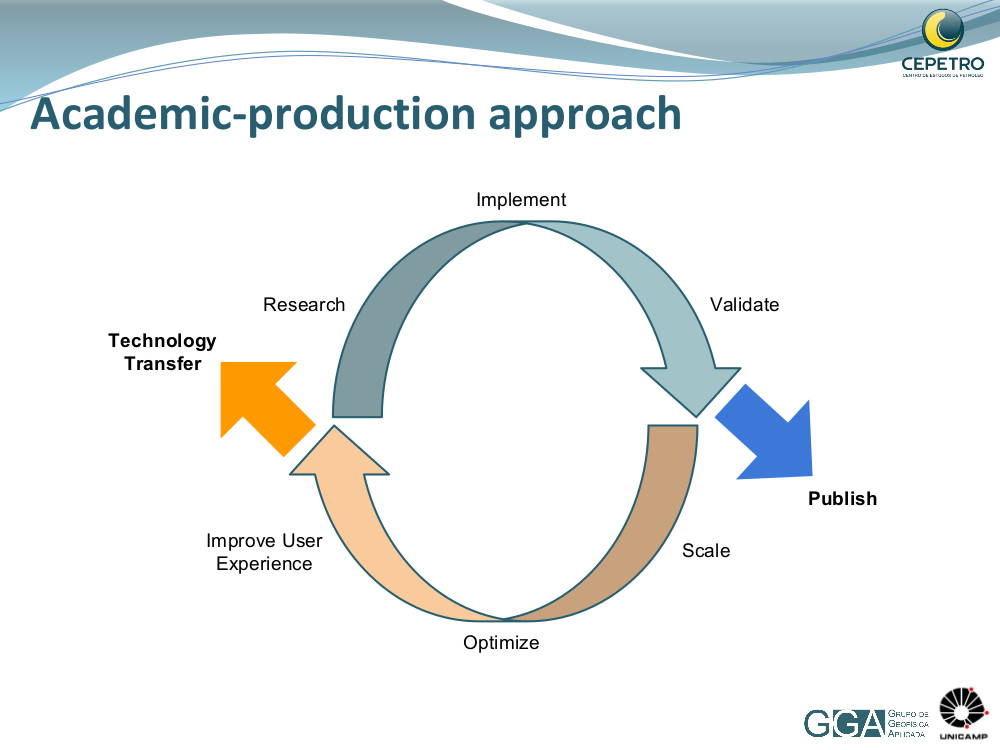 CEPETRO
CENTRO DE ESTUDOS DE PETRÓLEO
Academic-production approach
Implement
Research
Validate
Technology
Transfer
Publish
Improve User
Experience
Scale
Optimize
GGA
GRUPO DE
GEOFÍSICA
APLICADA
UNICAMP